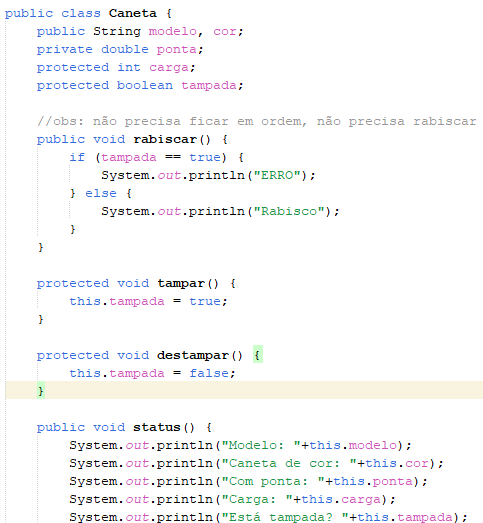 public class Caneta {
public String modelo, cor;
private double ponta;
protected int carga;
protected boolean tampada;
//obs: não precisa ficar em ordem, não precisa rabiscar
public void rabiscar() {
if (tampada == true) {
System.out.println("ERRO");
} else {
System.out.println("Rabisco");
}
}
protected void tampar() {
this.tampada = true;
}
protected void destampar() {
this.tampada = false;
}
public void status() {
System.out.println("Modelo: "+this.modelo);
System.out.println("Caneta de cor: "+this.cor);
System.out.println("Com ponta: "+this.ponta);
System.out.println("Carga: "+this.carga);
System.out.println("Está tampada? "+this.tampada);